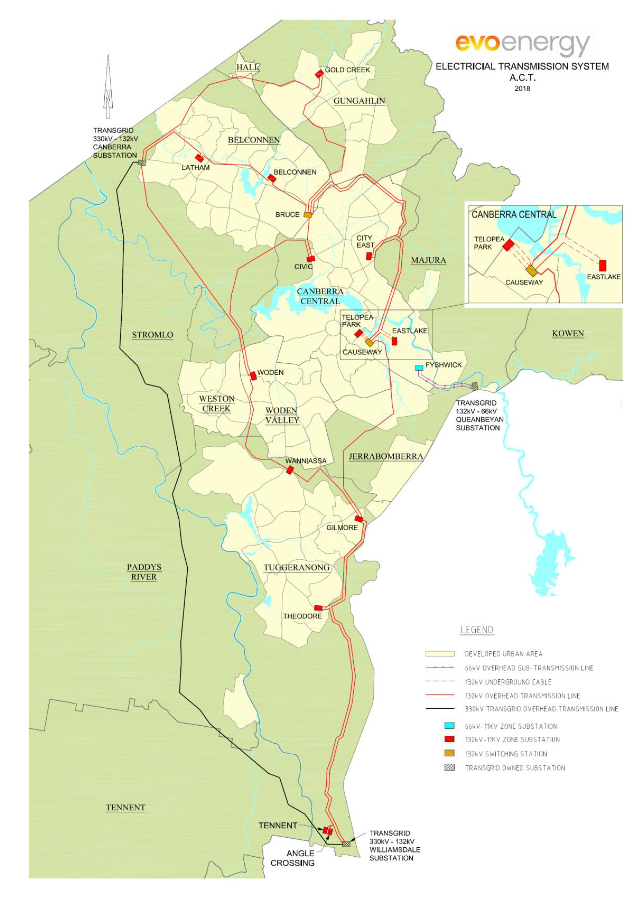 evoenergy
ELECTRICIAL TRANSMISSION SYSTEM
A.C.T.
2018
HALL
GOLD CREEK
GUNGAHLIN
TRANSGRID
330kV - 132kV
CANBERRA
SUBSTATION
BELCONNEN
LATHAM
BELCONNEN
BRUCE
CITY
EAST
CIVIC
MAJURA
CANBERRA CENTRAL
TELOPEA
PARK
CAUSEWAY
EASTLAKE
CANBERRA
CENTRAL
TELOPEA
PARK
EASTLAKE
CAUSEWAY
STROMLO
KOWEN
FYSHWICK
WODEN
WESTON
CREEK
WODEN
VALLEY
TRANSGRID
132kV - 66kV
QUEANBEYAN
SUBSTATION
WANNIASSA
JERRABOMBERRA
GILMORE
PADDYS
RIVER
TUGGERANONG
THEODORE
LEGEND
DEVELOPED URBAN AREA
66kV OVERHEAD SUB-TRANSMISSION LINE
132kV UNDERGROUND CABLE
132kV OVERHEAD TRANSMISSION LINE
330kV TRANSGRID OVERHEAD TRANSMISSION LINE
66kV-11KV ZONE SUBSTATION
132kV-11KV ZONE SUBSTATION
132kV SWITCHING STATION
TRANSGRID OWNED SUBSTATION
TENNENT
TENNENT
ANGLE
CROSSING
TRANSGRID
330kV - 132kV
WILLIAMSDALE
SUBSTATION